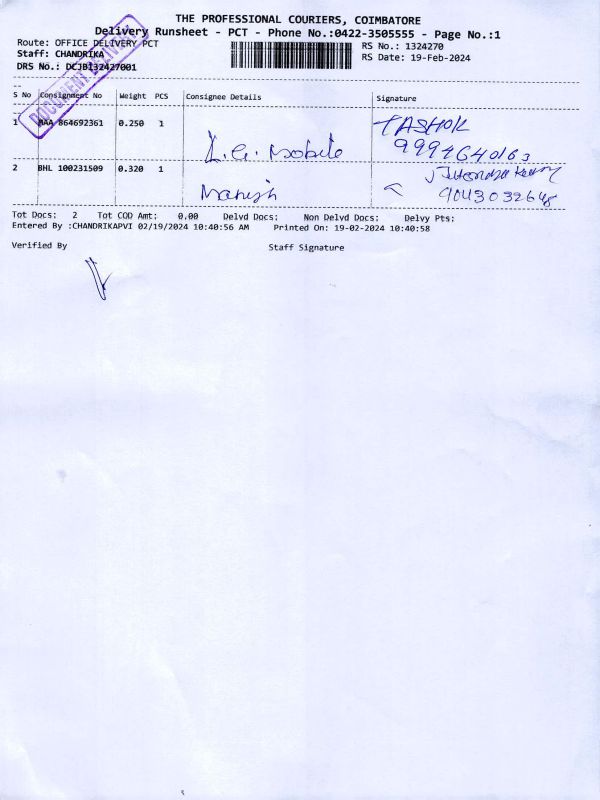 THE PROFESSIONAL COURIERS, COIMBATORE
Delivery Runsheet - PCT - Phone No.:0422-3505555 - Page No.:1
Route: OFFICE DELIVERY PCT
RS No.: 1324270
Staff: CHANDRIKA
RS Date: 19-Feb-2024
DRS No.: DCJB132427001
S No Consignment No Weight PCS Consignee Details Signature
1 MAA 864692361 0.250 1 L.G. Mobile
9994640163
2 BHL 100231509 0.320 1 Manish
Tot Docs: 2 Tot COD Amt: 0.00 Delvd Docs: Non Delvd Docs: Delvy Pts:
Entered By :CHANDRIKAPVI 02/19/2024 10:40:56 AM Printed On: 19-02-2024 10:40:58
Verified By Staff Signature